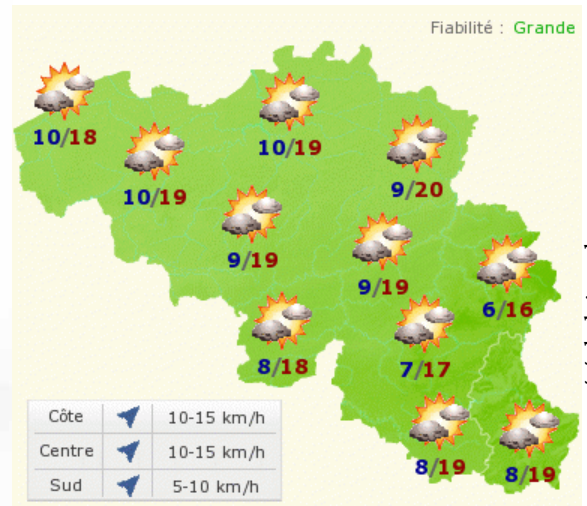 Fiabilité : Grande
10/18
10/19
10/19
9/20
9/19
9/19
6/16
8/18
7/17
8/19
8/19
Côte 10-15 km/h
Centre 10-15 km/h
Sud 5-10 km/h